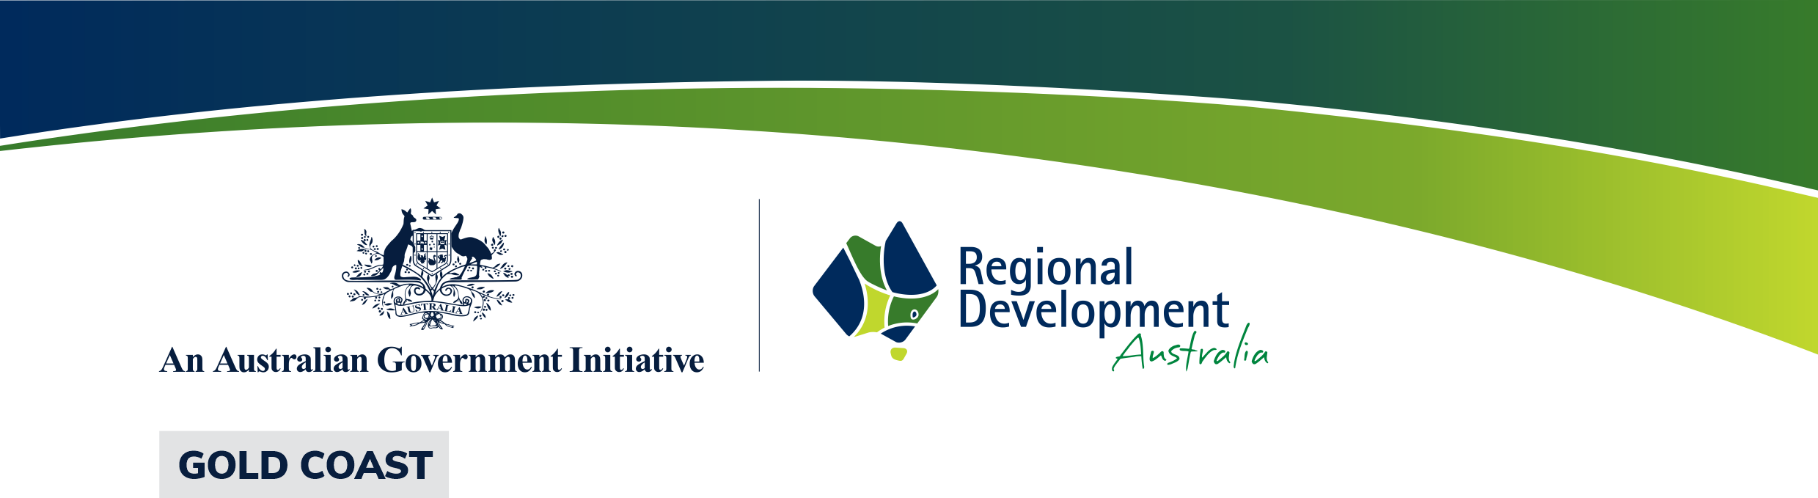 AUSTRALIA
An Australian Government Initiative
Regional
Development
Australia
GOLD COAST